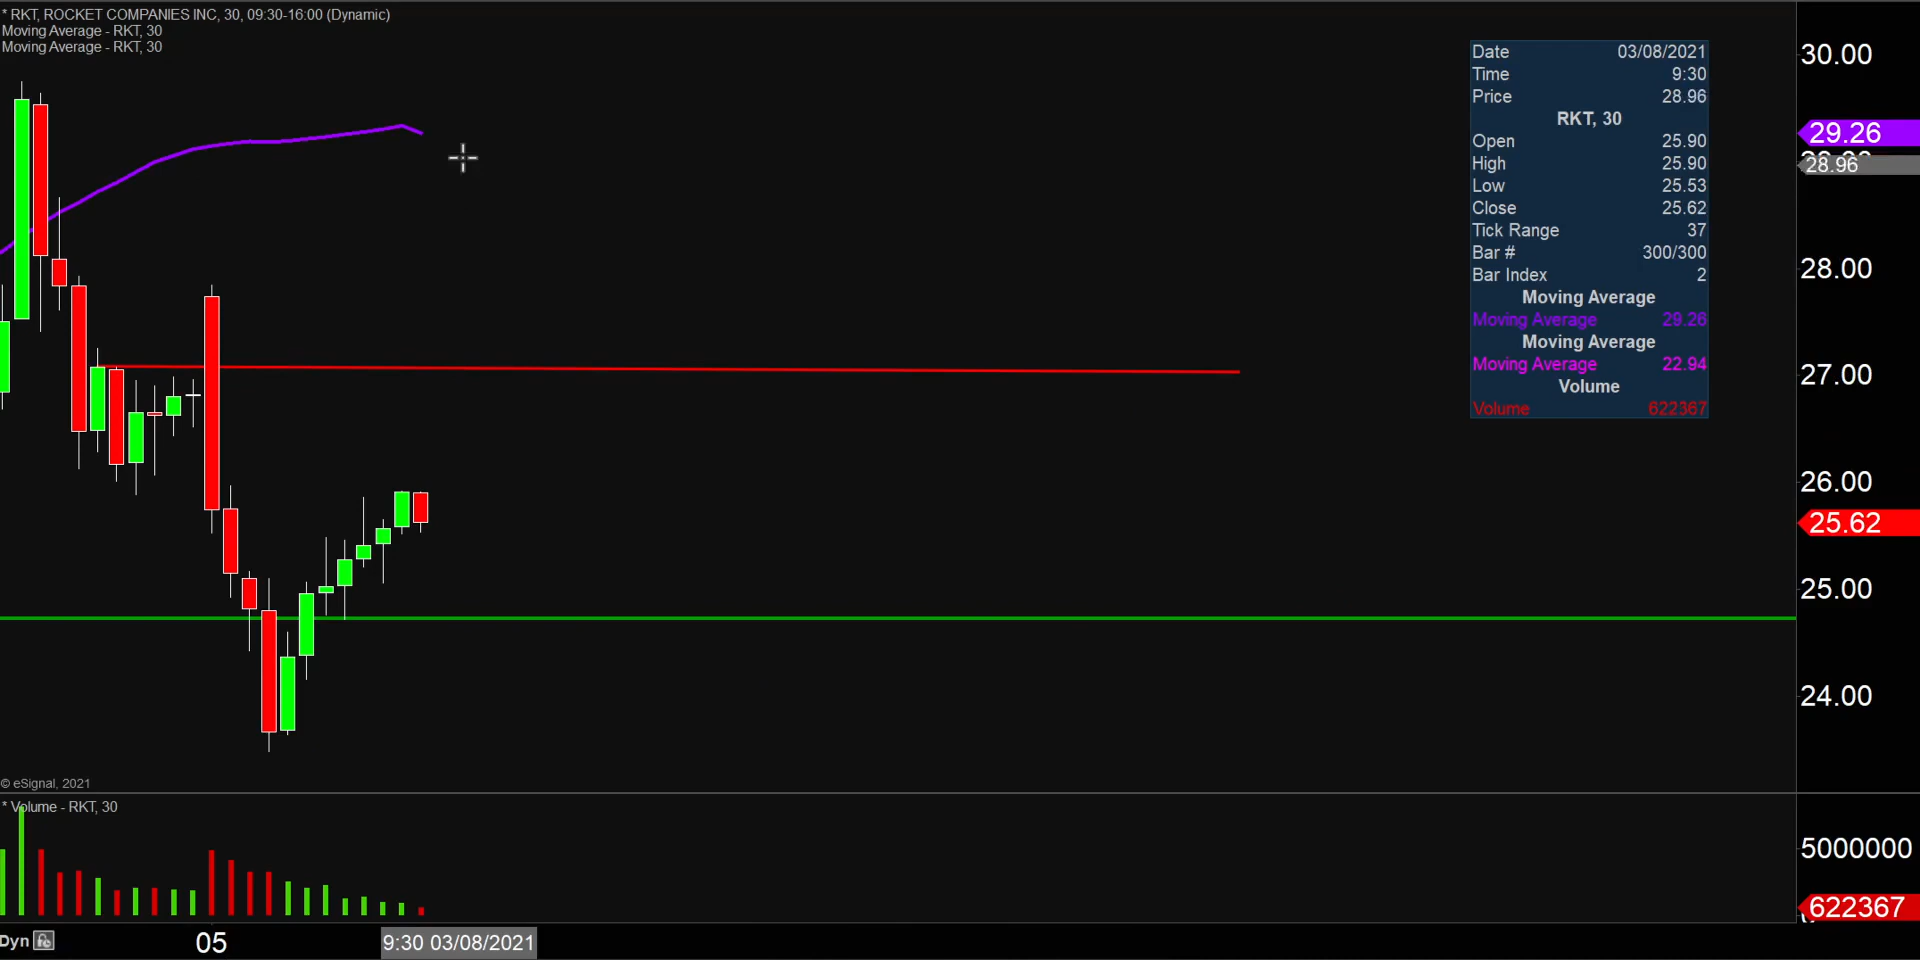 * RKT, ROCKET COMPANIES INC, 30, 09:30-16:00 (Dynamic)
Moving Average - RKT, 30
Moving Average - RKT, 30
Date 03/08/2021
Time 9:30
Price 28.96
RKT, 30
Open 25.90
High 25.90
Low 25.53
Close 25.62
Tick Range 37
Bar # 300/300
Bar Index 2
Moving Average
Moving Average 29.26
Moving Average
Moving Average 22.94
Volume
Volume 622367
30.00
29.26
28.96
28.00
27.00
26.00
25.62
25.00
24.00
© eSignal, 2021
* Volume - RKT, 30
5000000
622367
Dyn
05
9:30 03/08/2021